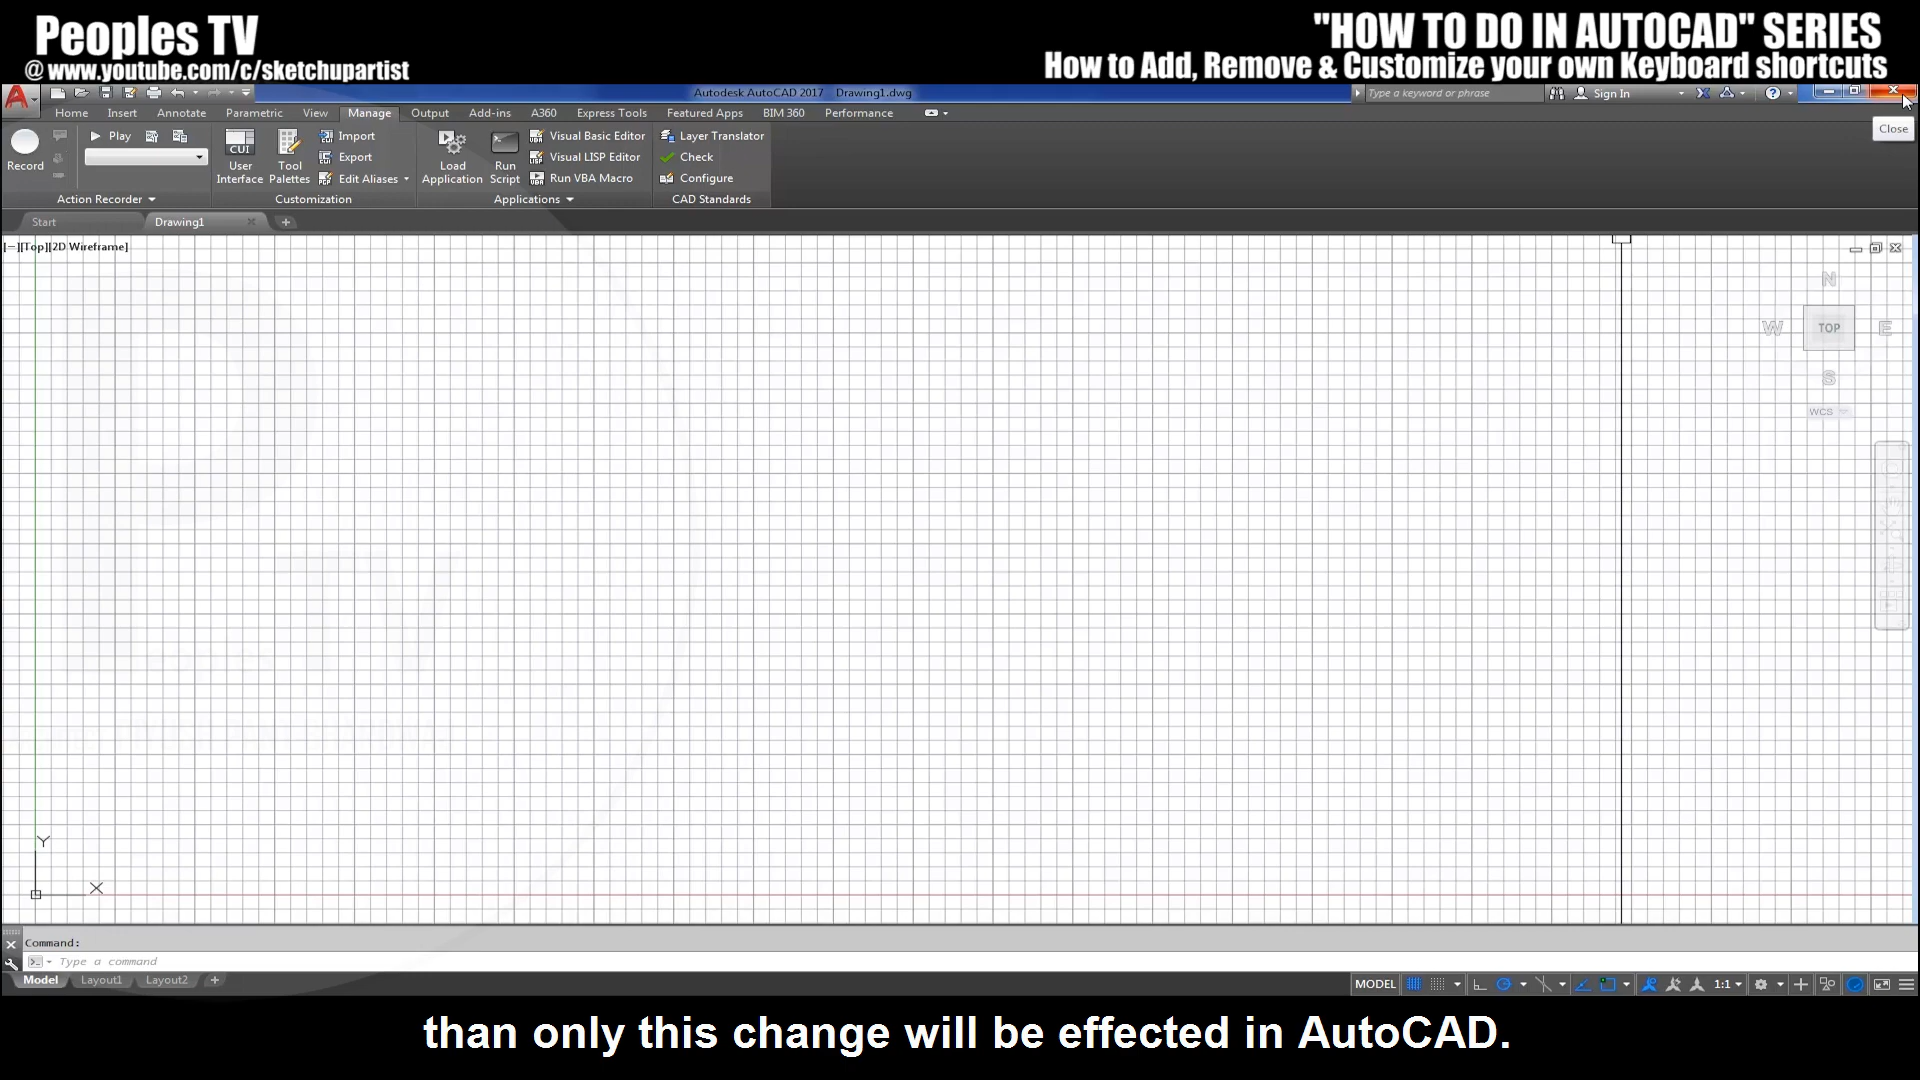 Peoples TV
@ www.youtube.com/c/sketchupartist
"HOW TO DO IN AUTOCAD" SERIES
How to Add, Remove & Customize your own Keyboard shortcuts
Autodesk AutoCAD 2017 Drawing1.dwg
Type a keyword or phrase
Sign In
Close
Home Insert Annotate Parametric View Manage Output Add-ins A360 Express Tools Featured Apps BIM 360 Performance
Record
Play
CUI
User
Interface
Tool
Palettes
Import
Export
Edit Aliases
Load
Application
Run
Script
Visual Basic Editor
Visual LISP Editor
Run VBA Macro
Layer Translator
Check
Configure
Action Recorder
Customization
Applications
CAD Standards
Start
Drawing1
[−][Top][2D Wireframe]
N
W
TOP
E
S
WCS
Y
X
Command:
Type a command
Model Layout1 Layout2
MODEL
1:1
than only this change will be effected in AutoCAD.